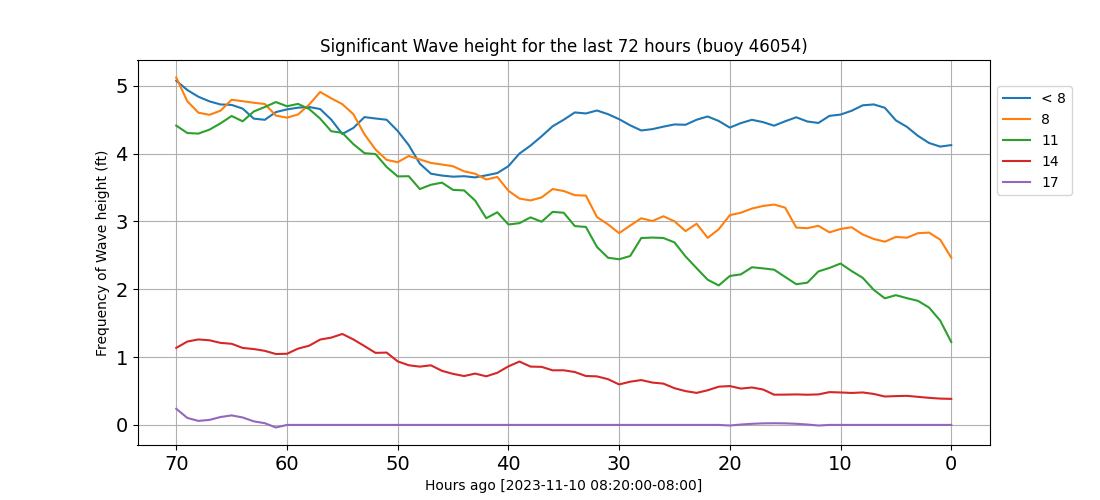 Significant Wave height for the last 72 hours (buoy 46054)
Frequency of Wave height (ft)
5
4
3
2
1
0
70 60 50 40 30 20 10 0
Hours ago [2023-11-10 08:20:00-08:00]
< 8
8
11
14
17